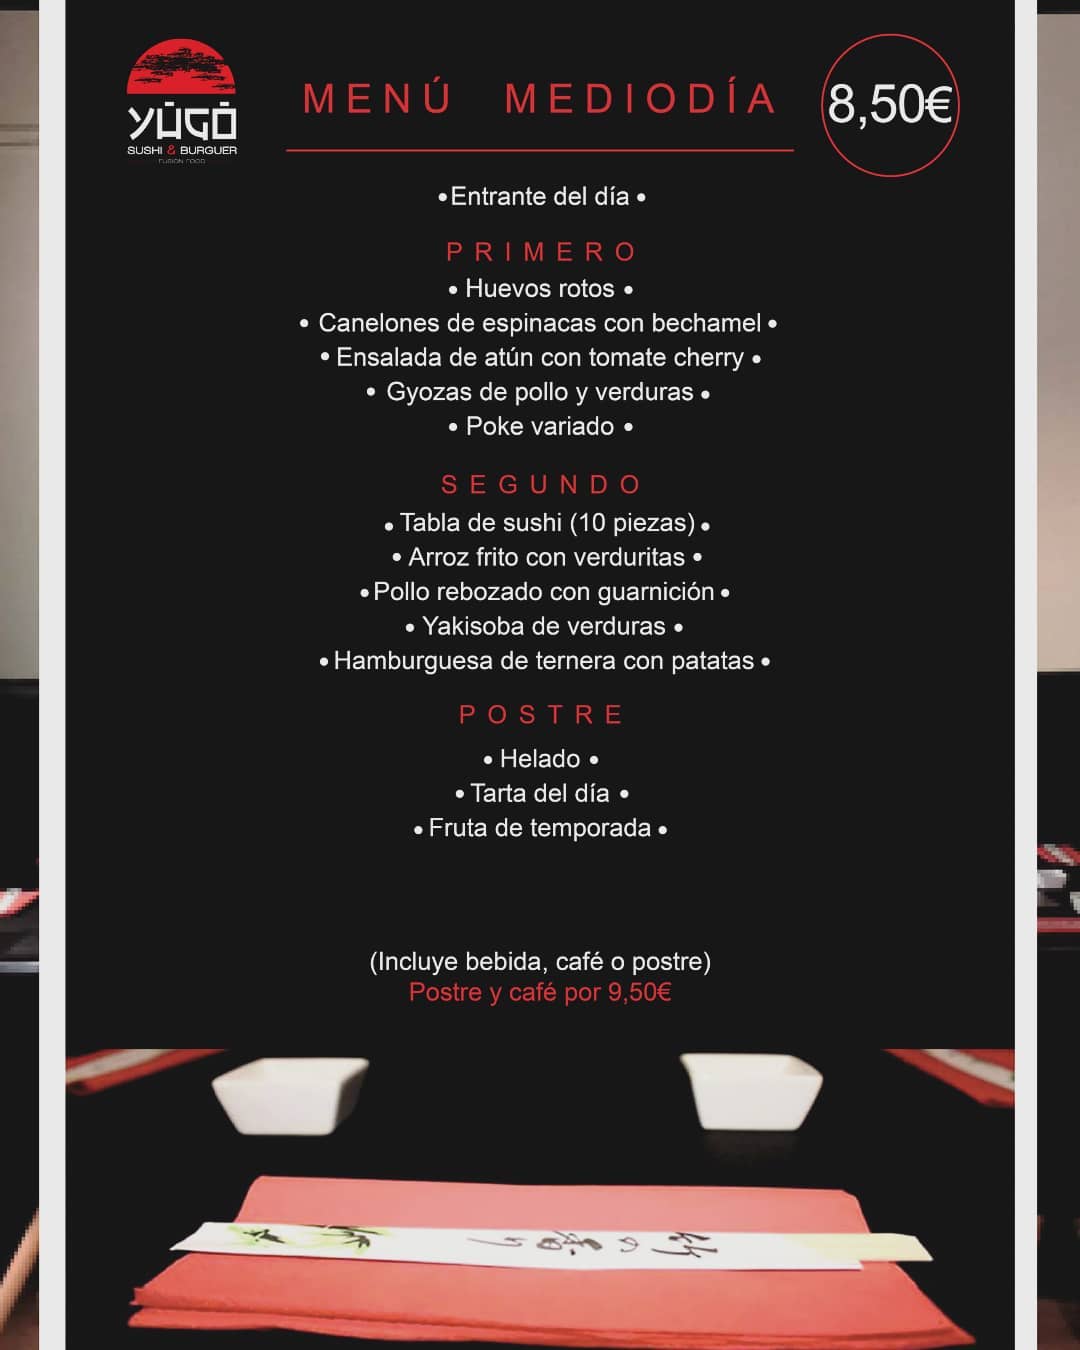 YŪGŌ
SUSHI & BURGUER
FUSION FOOD
MENÚ MEDIODÍA
8,50€
•Entrante del día•
PRIMERO
• Huevos rotos •
• Canelones de espinacas con bechamel•
•Ensalada de atún con tomate cherry •
• Gyozas de pollo y verduras•
• Poke variado •
SEGUNDO
•Tabla de sushi (10 piezas)•
• Arroz frito con verduritas •
•Pollo rebozado con guarnición•
• Yakisoba de verduras •
•Hamburguesa de ternera con patatas•
POSTRE
• Helado •
•Tarta del día •
•Fruta de temporada•
(Incluye bebida, café o postre)
Postre y café por 9,50€